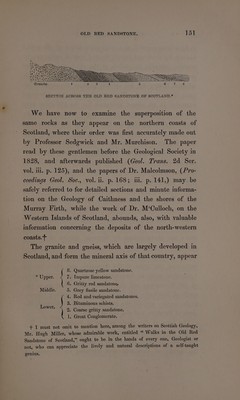 OLD RED SANDSTONE. 151
SECTION ACROSS THE OLD RED SANDSTONE OF SCOTLAND.*
We have now to examine the superposition of the
same rocks as they appear on the northern coasts of
Scotland, where their order was first accurately made out
by Professor Sedgwick and Mr. Murchison. The paper
read by these gentlemen before the Geological Society in
1828, and afterwards published (Geol. Trans. 2d Ser.
vol. iii. p. 125), and the papers of Dr. Malcolmson, (Pro-
ceedings Geol. Soc., vol. ii. p. 168; iii. p. 141,) may be
safely referred to for detailed sections and minute informa-
tion on the Geology of Caithness and the shores of the
Murray Firth, while the work of Dr. M'Culloch, on the
Western Islands of Scotland, abounds, also, with valuable
information concerning the deposits of the north-western
coasts.†
The granite and gneiss, which are largely developed in
Scotland, and form the mineral axis of that country, appear
8. Quartzose yellow sandstone.
* Upper. 7. Impure limestone.
6. Gritty red sandstone.
Middle. 5. Grey fissile sandstone.
4. Red and variegated sandstones.
3. Bituminous schists.
Lower. 2. Coarse gritty sandstone.
1. Great Conglomerate.
† I must not omit to mention here, among the writers on Scottish Geology,
Mr. Hugh Miller, whose admirable work, entitled "Walks in the Old Red
Sandstone of Scotland," ought to be in the hands of every one, Geologist or
not, who can appreciate the lively and natural descriptions of a self-taught
genius.